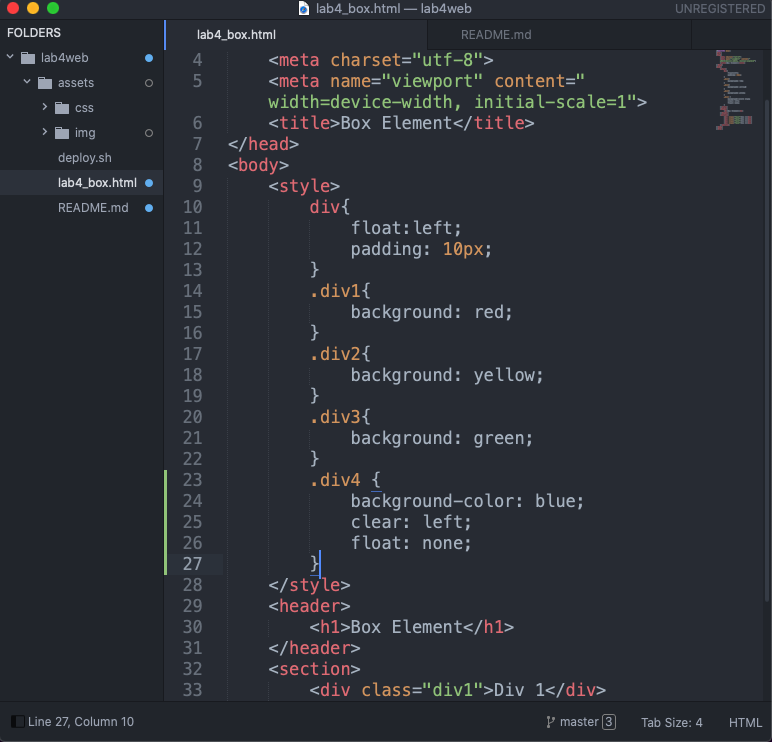 lab4_box.html — lab4web
UNREGISTERED
FOLDERS
lab4web
assets
css
img
deploy.sh
lab4_box.html
README.md
lab4_box.html
README.md
4 <meta charset="utf-8">
5 <meta name="viewport" content="
width=device-width, initial-scale=1">
6 <title>Box Element</title>
7 </head>
8 <body>
9 <style>
10 div{
11 float:left;
12 padding: 10px;
13 }
14 .div1{
15 background: red;
16 }
17 .div2{
18 background: yellow;
19 }
20 .div3{
21 background: green;
22 }
23 .div4 {
24 background-color: blue;
25 clear: left;
26 float: none;
27 }
28 </style>
29 <header>
30 <h1>Box Element</h1>
31 </header>
32 <section>
33 <div class="div1">Div 1</div>
Line 27, Column 10
master 3
Tab Size: 4
HTML